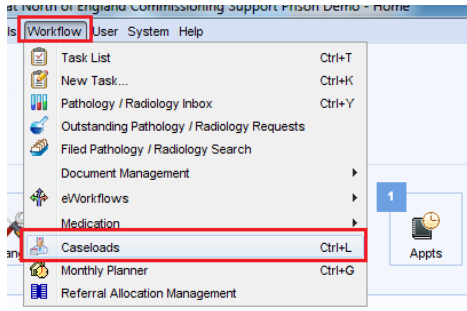 North of England Commissioning Support Prison Demo - Home
Workflow User System Help
Task List Ctrl+T
New Task... Ctrl+K
Pathology / Radiology Inbox Ctrl+Y
Outstanding Pathology / Radiology Requests
Filed Pathology / Radiology Search
Document Management
eWorkflows
1
Medication
Caseloads Ctrl+L
Appts
Monthly Planner Ctrl+G
Referral Allocation Management